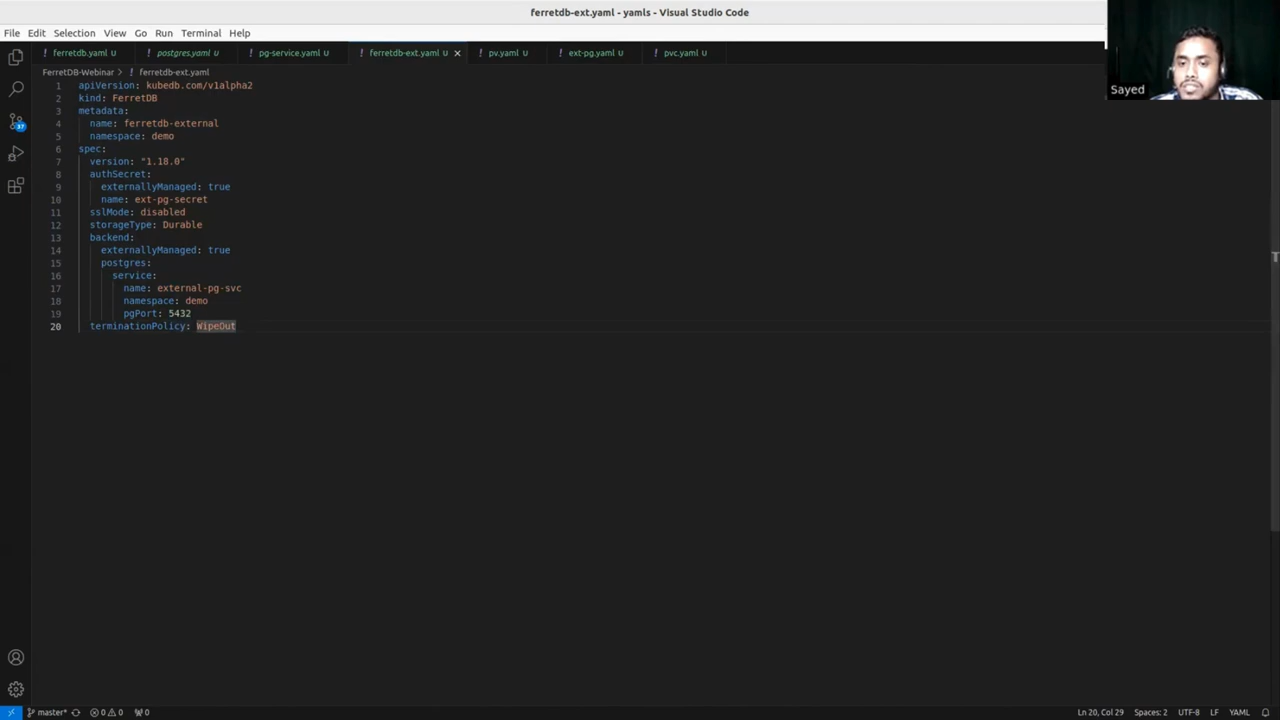 ferretdb-ext.yaml - yamls - Visual Studio Code
File Edit Selection View Go Run Terminal Help
ferretdb.yaml U postgres.yaml U pg-service.yaml U ferretdb-ext.yaml U × pv.yaml U ext-pg.yaml U pvc.yaml U
FerretDB-Webinar > ferretdb-ext.yaml
1 apiVersion: kubedb.com/v1alpha2
2 kind: FerretDB
3 metadata:
4 name: ferretdb-external
5 namespace: demo
6 spec:
7 version: "1.18.0"
8 authSecret:
9 externallyManaged: true
10 name: ext-pg-secret
11 sslMode: disabled
12 storageType: Durable
13 backend:
14 externallyManaged: true
15 postgres:
16 service:
17 name: external-pg-svc
18 namespace: demo
19 pgPort: 5432
20 terminationPolicy: WipeOut
Sayed
37
master* 0 0 0 Ln 20, Col 29 Spaces: 2 UTF-8 LF YAML